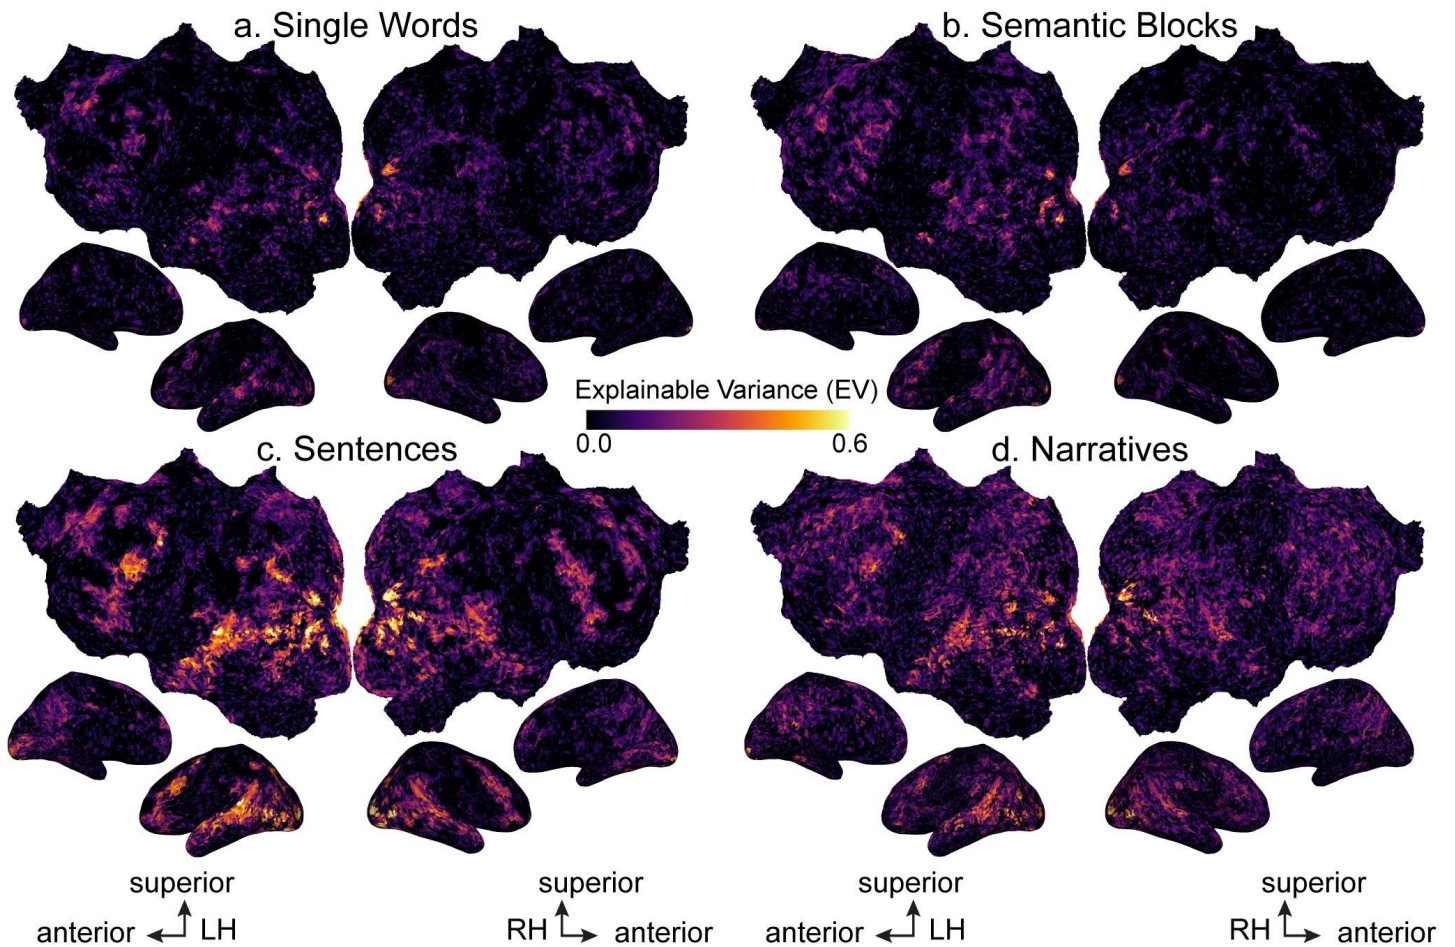 a. Single Words
b. Semantic Blocks
Explainable Variance (EV)
0.0
0.6
c. Sentences
d. Narratives
superior
anterior
LH
superior
RH
anterior
superior
anterior
LH
superior
RH
anterior